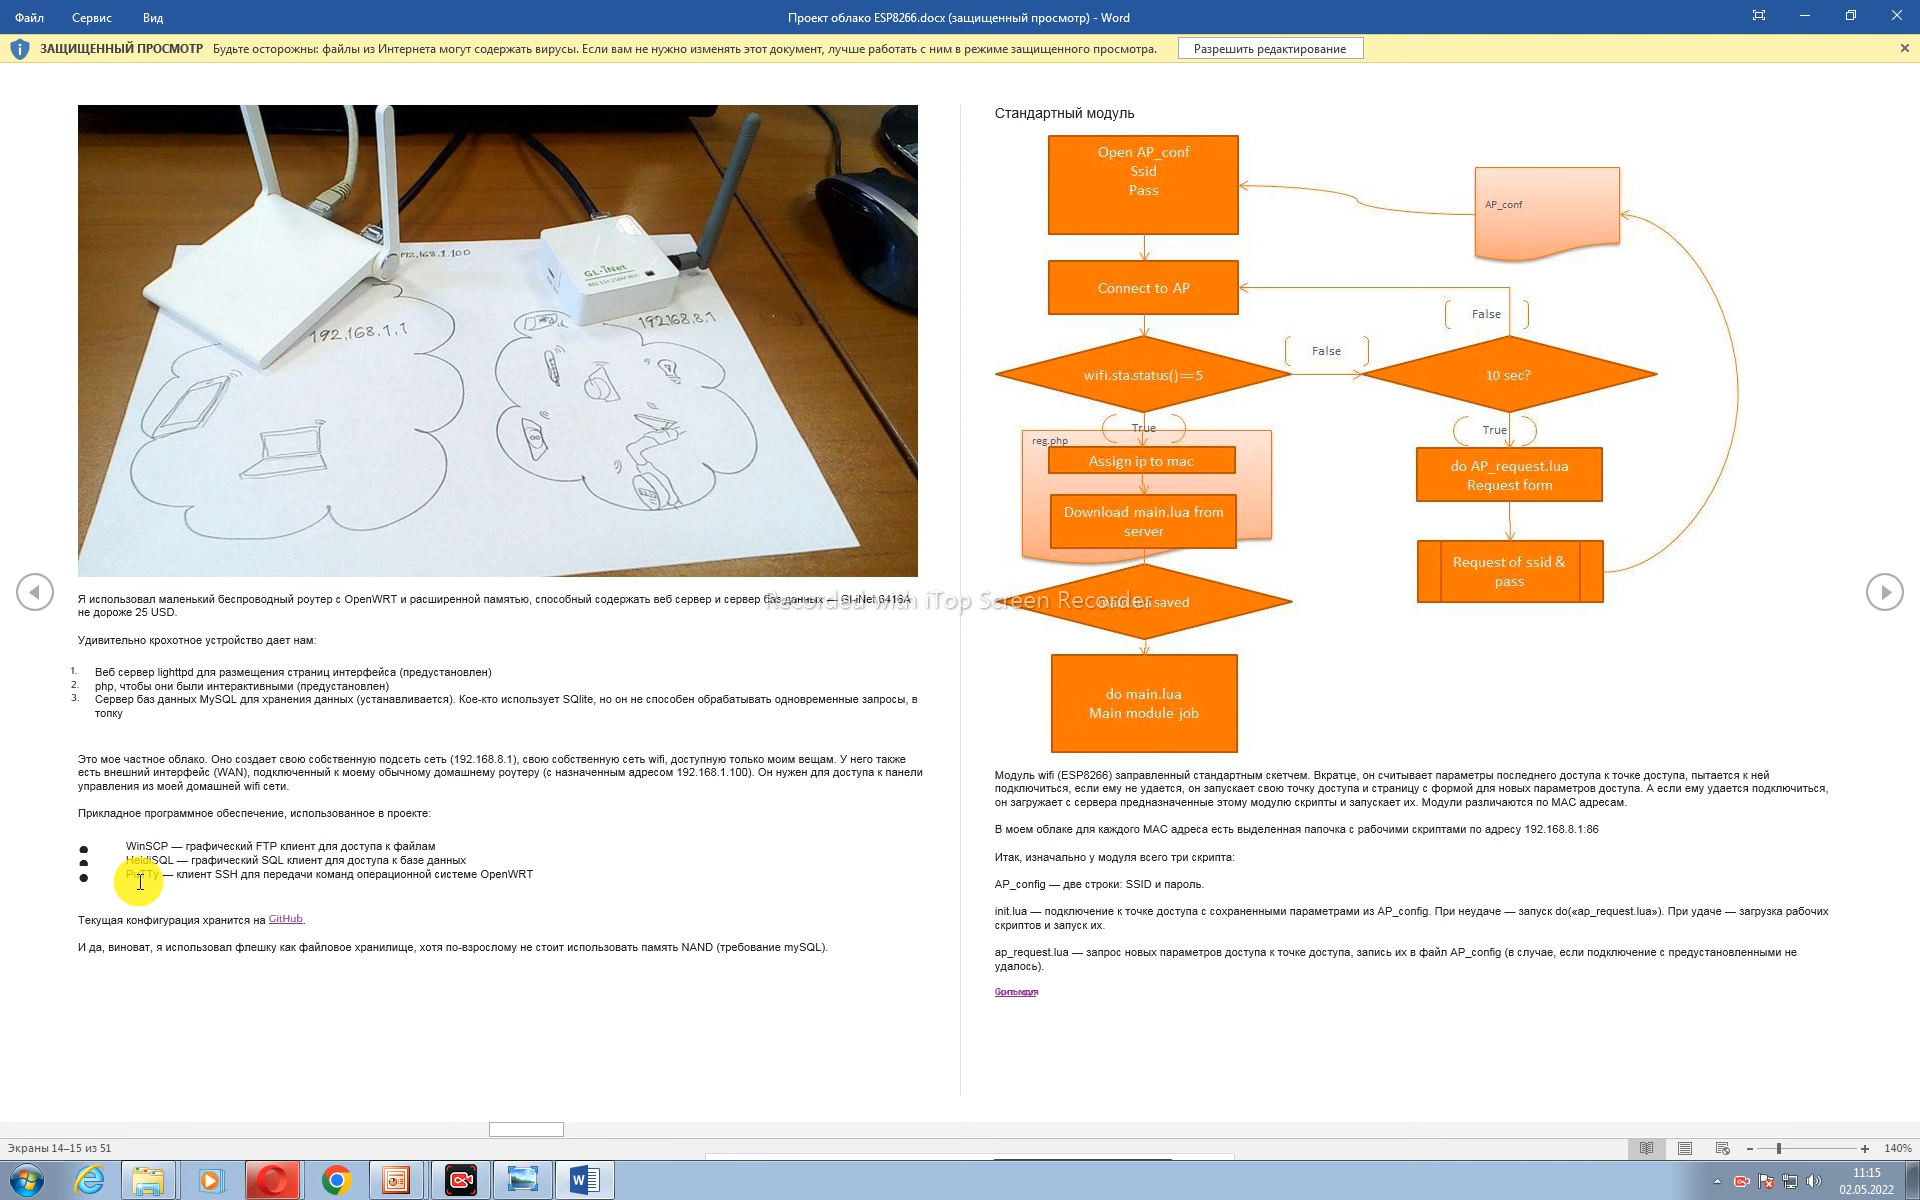 Файл Сервис Вид
Проект облако ESP8266.docx (защищенный просмотр) - Word
ЗАЩИЩЕННЫЙ ПРОСМОТР Будьте осторожны: файлы из Интернета могут содержать вирусы. Если вам не нужно изменять этот документ, лучше работать с ним в режиме защищенного просмотра.
Разрешить редактирование
192.168.1.100
GL·iNet
192.168.1.1
192.168.8.1
Я использовал маленький беспроводный роутер с OpenWRT и расширенной памятью, способный содержать веб сервер и сервер баз данных — Gl-iNet 6416A
не дороже 25 USD.
Удивительно крохотное устройство дает нам:
1. Веб сервер lighttpd для размещения страниц интерфейса (предустановлен)
2. php, чтобы они были интерактивными (предустановлен)
3. Сервер баз данных MySQL для хранения данных (устанавливается). Кое-кто использует SQlite, но он не способен обрабатывать одновременные запросы, в
топку
Это мое частное облако. Оно создает свою собственную подсеть сеть (192.168.8.1), свою собственную сеть wifi, доступную только моим вещам. У него также
есть внешний интерфейс (WAN), подключенный к моему обычному домашнему роутеру (с назначенным адресом 192.168.1.100). Он нужен для доступа к панели
управления из моей домашней wifi сети.
Прикладное программное обеспечение, использованное в проекте:
● WinSCP — графический FTP клиент для доступа к файлам
● HeidiSQL — графический SQL клиент для доступа к базе данных
● PuTTy — клиент SSH для передачи команд операционной системе OpenWRT
Текущая конфигурация хранится на GitHub.
И да, виноват, я использовал флешку как файловое хранилище, хотя по-взрослому не стоит использовать память NAND (требование mySQL).
Стандартный модуль
Open AP_conf
Ssid
Pass
AP_conf
Connect to AP
False
False
wifi.sta.status()==5
10 sec?
True
True
reg.php
Assign ip to mac
Download main.lua from
server
do AP_request.lua
Request form
Request of ssid &
pass
main.lua saved
do main.lua
Main module job
Recorded with iTop Screen Recorder
Модуль wifi (ESP8266) заправленный стандартным скетчем. Вкратце, он считывает параметры последнего доступа к точке доступа, пытается к ней
подключиться, если ему не удается, он запускает свою точку доступа и страницу с формой для новых параметров доступа. А если ему удается подключиться,
он загружает с сервера предназначенные этому модулю скрипты и запускает их. Модули различаются по MAC адресам.
В моем облаке для каждого MAC адреса есть выделенная папочка с рабочими скриптами по адресу 192.168.8.1:86
Итак, изначально у модуля всего три скрипта:
AP_config — две строки: SSID и пароль.
init.lua — подключение к точке доступа с сохраненными параметрами из AP_config. При неудаче — запуск do(«ap_request.lua»). При удаче — загрузка рабочих
скриптов и запуск их.
ap_request.lua — запрос новых параметров доступа к точке доступа, запись их в файл AP_config (в случае, если подключение с предустановленными не
удалось).
Экраны 14–15 из 51
140%
11:15
02.05.2022